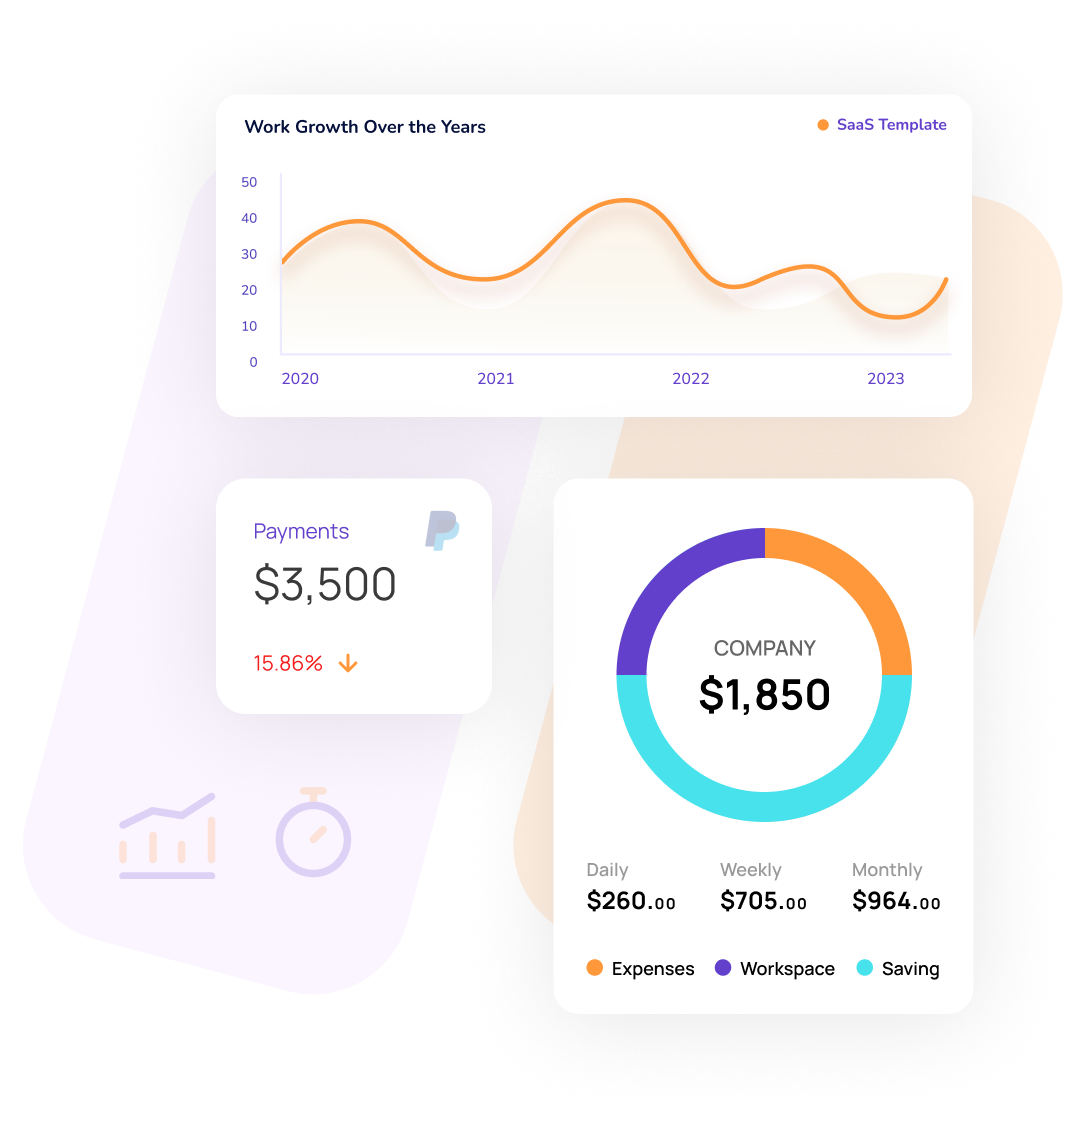 Work Growth Over the Years
SaaS Template
50
40
30
20
10
0
2020 2021 2022 2023
Payments
$3,500
15.86%
COMPANY
$1,850
Daily Weekly Monthly
$260.00 $705.00 $964.00
Expenses Workspace Saving